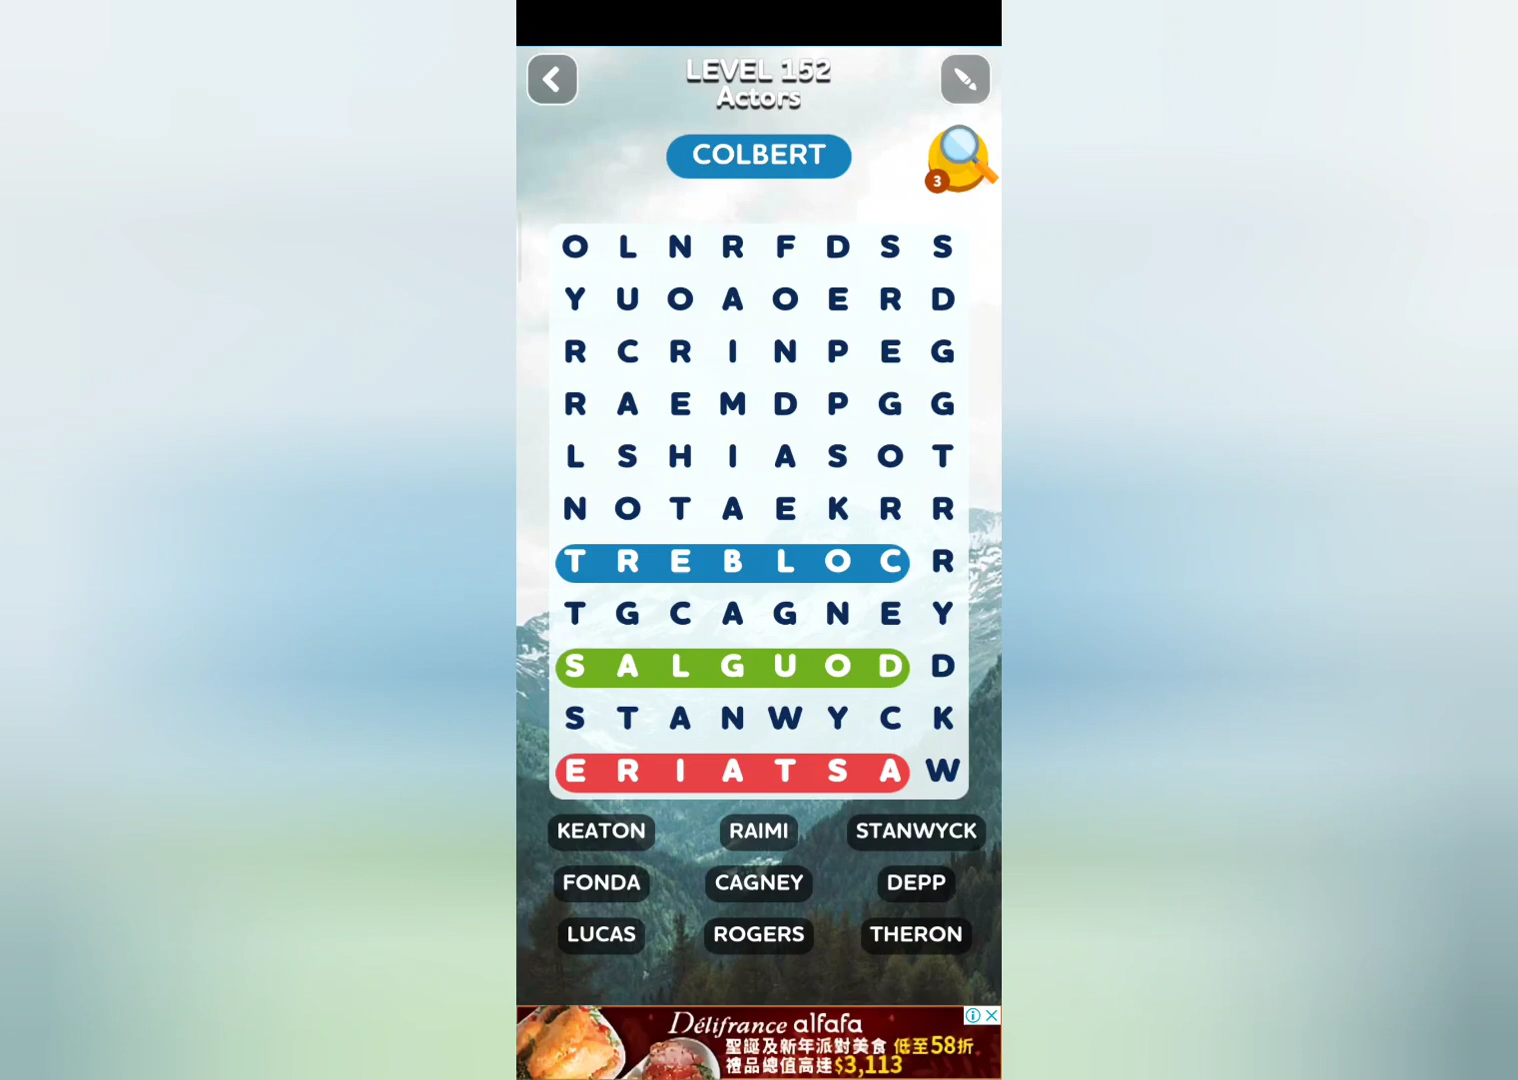 LEVEL 152
Actors
COLBERT
3
O L N R F D S S
Y U O A O E R D
R C R I N P E G
R A E M D P G G
L S H I A S O T
N O T A E K R R
T R E B L O C R
T G C A G N E Y
S A L G U O D D
S T A N W Y C K
E R I A T S A W
KEATON RAIMI STANWYCK
FONDA CAGNEY DEPP
LUCAS ROGERS THERON
Délifrance alfafa
聖誕及新年派對美食 低至58折
禮品總值高達$3,113